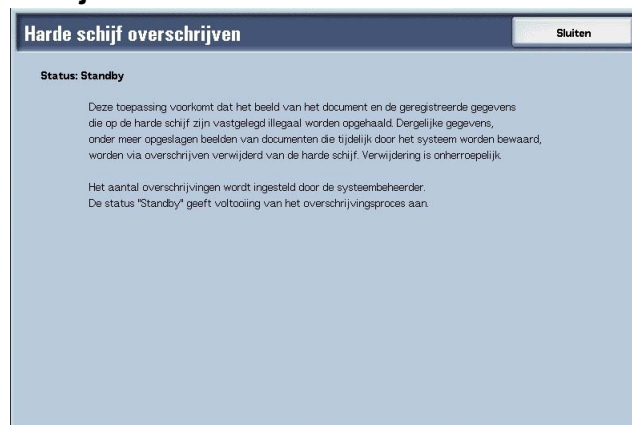 Harde schijf overschrijven
Sluiten
Status: Standby
Deze toepassing voorkomt dat het beeld van het document en de geregistreerde gegevens
die op de harde schijf zijn vastgelegd illegaal worden opgehaald. Dergelijke gegevens,
onder meer opgeslagen beelden van documenten die tijdelijk door het systeem worden bewaard,
worden via overschrijven verwijderd van de harde schijf. Verwijdering is onherroepelijk.
Het aantal overschrijvingen wordt ingesteld door de systeembeheerder.
De status "Standby" geeft voltooiing van het overschrijvingsproces aan.